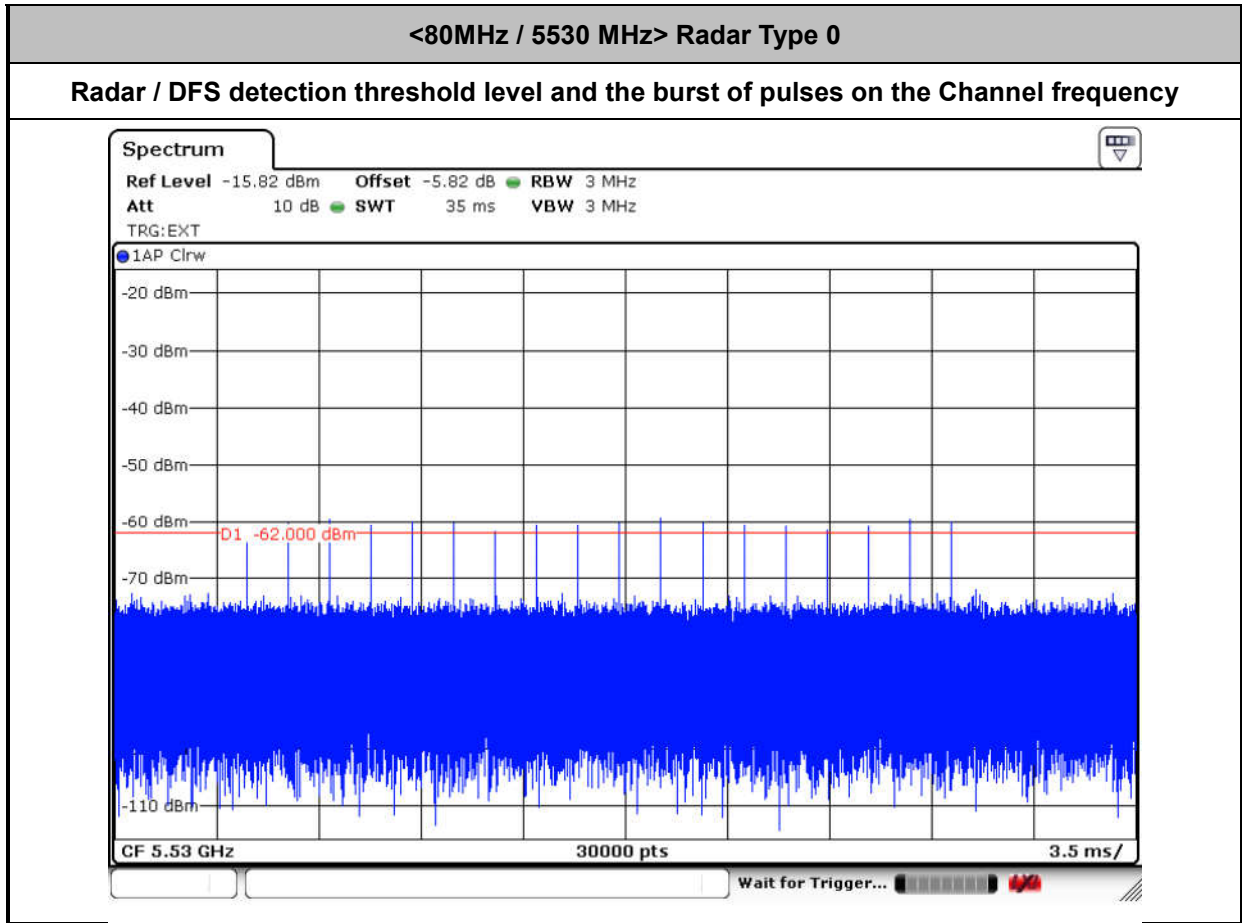 <80MHz / 5530 MHz> Radar Type 0
Radar / DFS detection threshold level and the burst of pulses on the Channel frequency
Spectrum
Ref Level -15.82 dBm Offset -5.82 dB RBW 3 MHz
Att 10 dB SWT 35 ms VBW 3 MHz
TRG:EXT
1AP Clrw
-20 dBm
-30 dBm
-40 dBm
-50 dBm
-60 dBm
D1 -62.000 dBm
-70 dBm
-110 dBm
CF 5.53 GHz 30000 pts 3.5 ms/
Wait for Trigger...